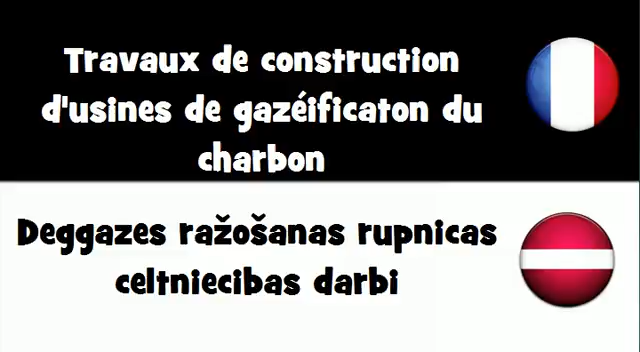 Travaux de construction
d'usines de gazéificaton du
charbon
Deggazes ražošanas rupnicas
celtniecibas darbi